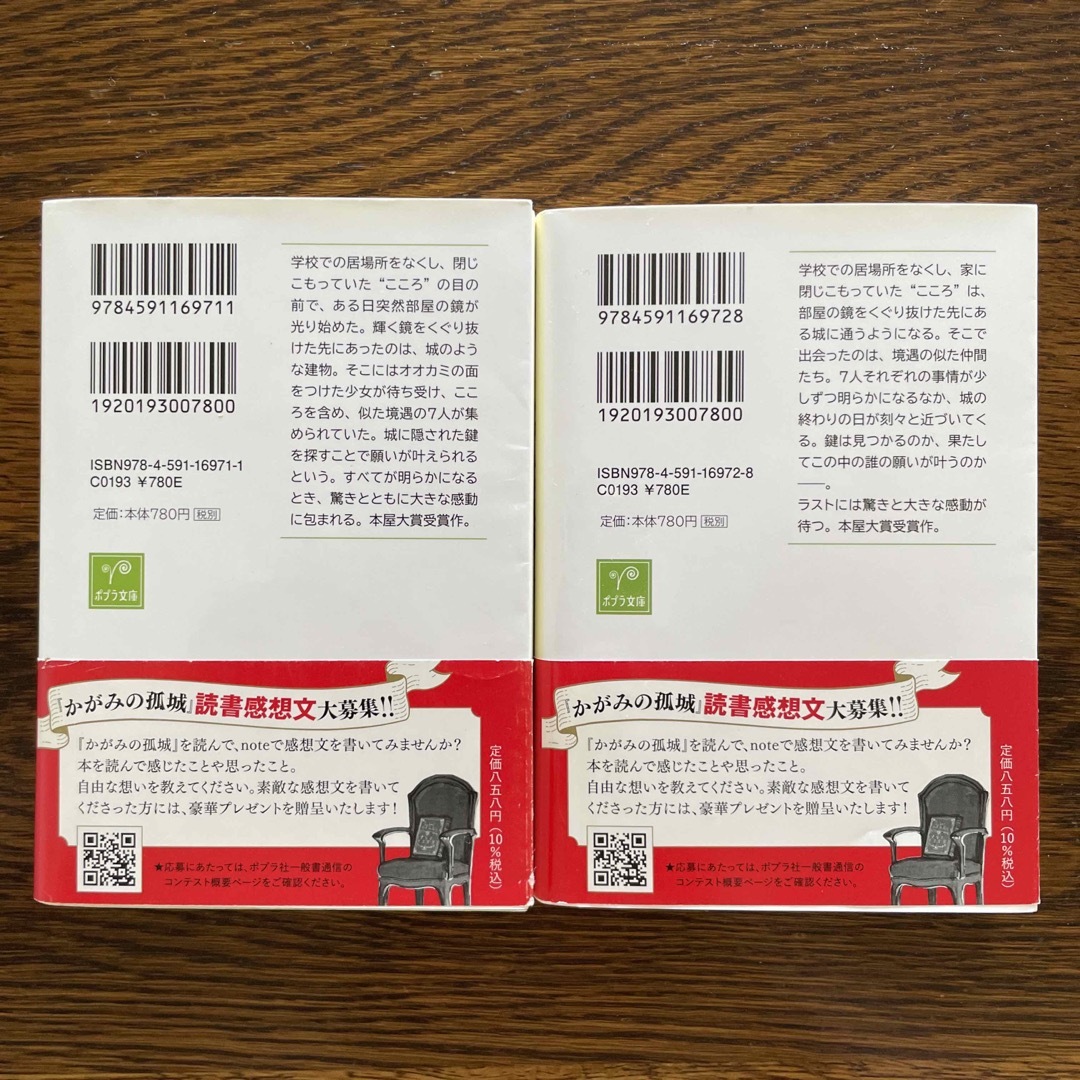 9784591169711
1920193007800
ISBN978-4-591-16971-1
C0193 ¥780E
定価:本体780円 税別
ポプラ文庫
学校での居場所をなくし、閉じ
こもっていた“こころ”の目の
前で、ある日突然部屋の鏡が
光り始めた。輝く鏡をくぐり抜
けた先にあったのは、城のよう
な建物。そこにはオオカミの面
をつけた少女が待ち受け、ここ
ろを含め、似た境遇の7人が集
められていた。城に隠された鍵
を探すことで願いが叶えられる
という。すべてが明らかになる
とき、驚きとともに大きな感動
に包まれる。本屋大賞受賞作。
『かがみの孤城』読書感想文大募集!!
『かがみの孤城』を読んで、noteで感想文を書いてみませんか?
本を読んで感じたことや思ったこと。
自由な想いを教えてください。素敵な感想文を書いて
くださった方には、豪華プレゼントを贈呈いたします!
★応募にあたっては、ポプラ社一般書通信の
コンテスト概要ページをご確認ください。
定価八五八円(10%税込)
9784591169728
1920193007800
ISBN978-4-591-16972-8
C0193 ¥780E
定価:本体780円 税別
ポプラ文庫
学校での居場所をなくし、家に
閉じこもっていた“こころ”は、
部屋の鏡をくぐり抜けた先にあ
る城に通うようになる。そこで
出会ったのは、境遇の似た仲間
たち。7人それぞれの事情が少
しずつ明らかになるなか、城の
終わりの日が刻々と近づいてく
る。鍵は見つかるのか、果たし
てこの中の誰の願いが叶うのか
――。
ラストには驚きと大きな感動が
待つ。本屋大賞受賞作。
『かがみの孤城』読書感想文大募集!!
『かがみの孤城』を読んで、noteで感想文を書いてみませんか?
本を読んで感じたことや思ったこと。
自由な想いを教えてください。素敵な感想文を書いて
くださった方には、豪華プレゼントを贈呈いたします!
★応募にあたっては、ポプラ社一般書通信の
コンテスト概要ページをご確認ください。
定価八五八円(10%税込)